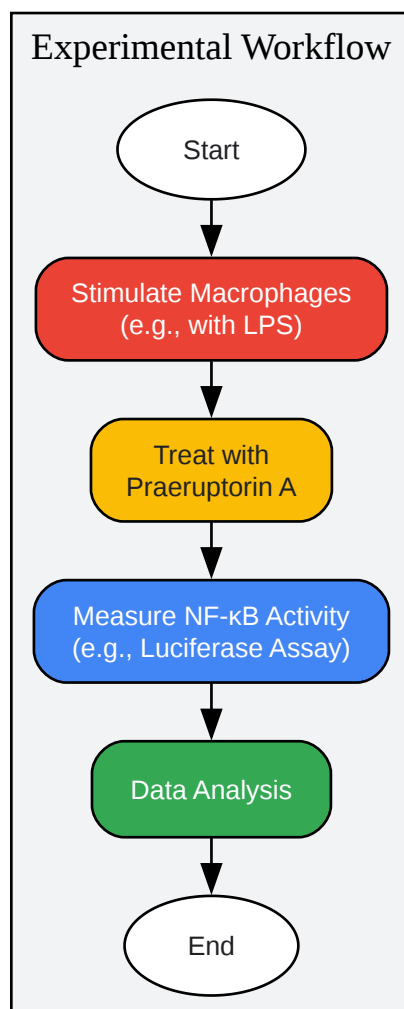 Experimental Workflow
Start
Stimulate Macrophages
(e.g., with LPS)
Treat with
Praeruptorin A
Measure NF-κB Activity
(e.g., Luciferase Assay)
Data Analysis
End